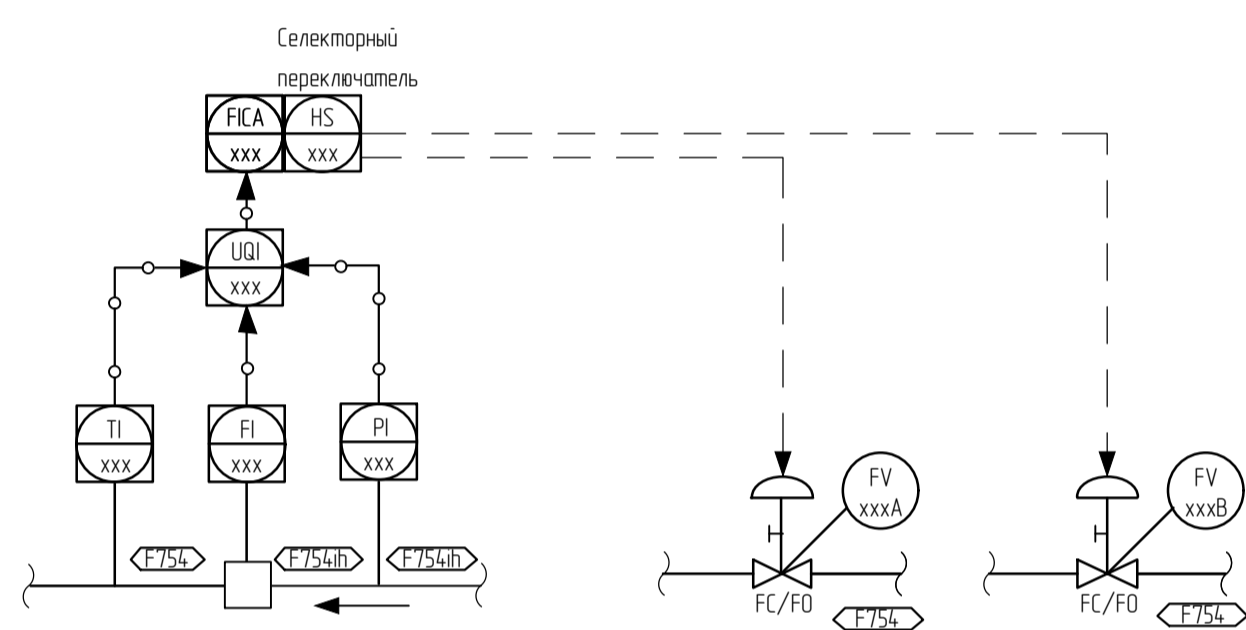 Селекторный
переключатель
FICA
xxx
HS
xxx
UQI
xxx
TI
xxx
FI
xxx
PI
xxx
FV
xxxA
FV
xxxB
F754
F754ih
F754ih
FC/FO
F754
FC/FO
F754